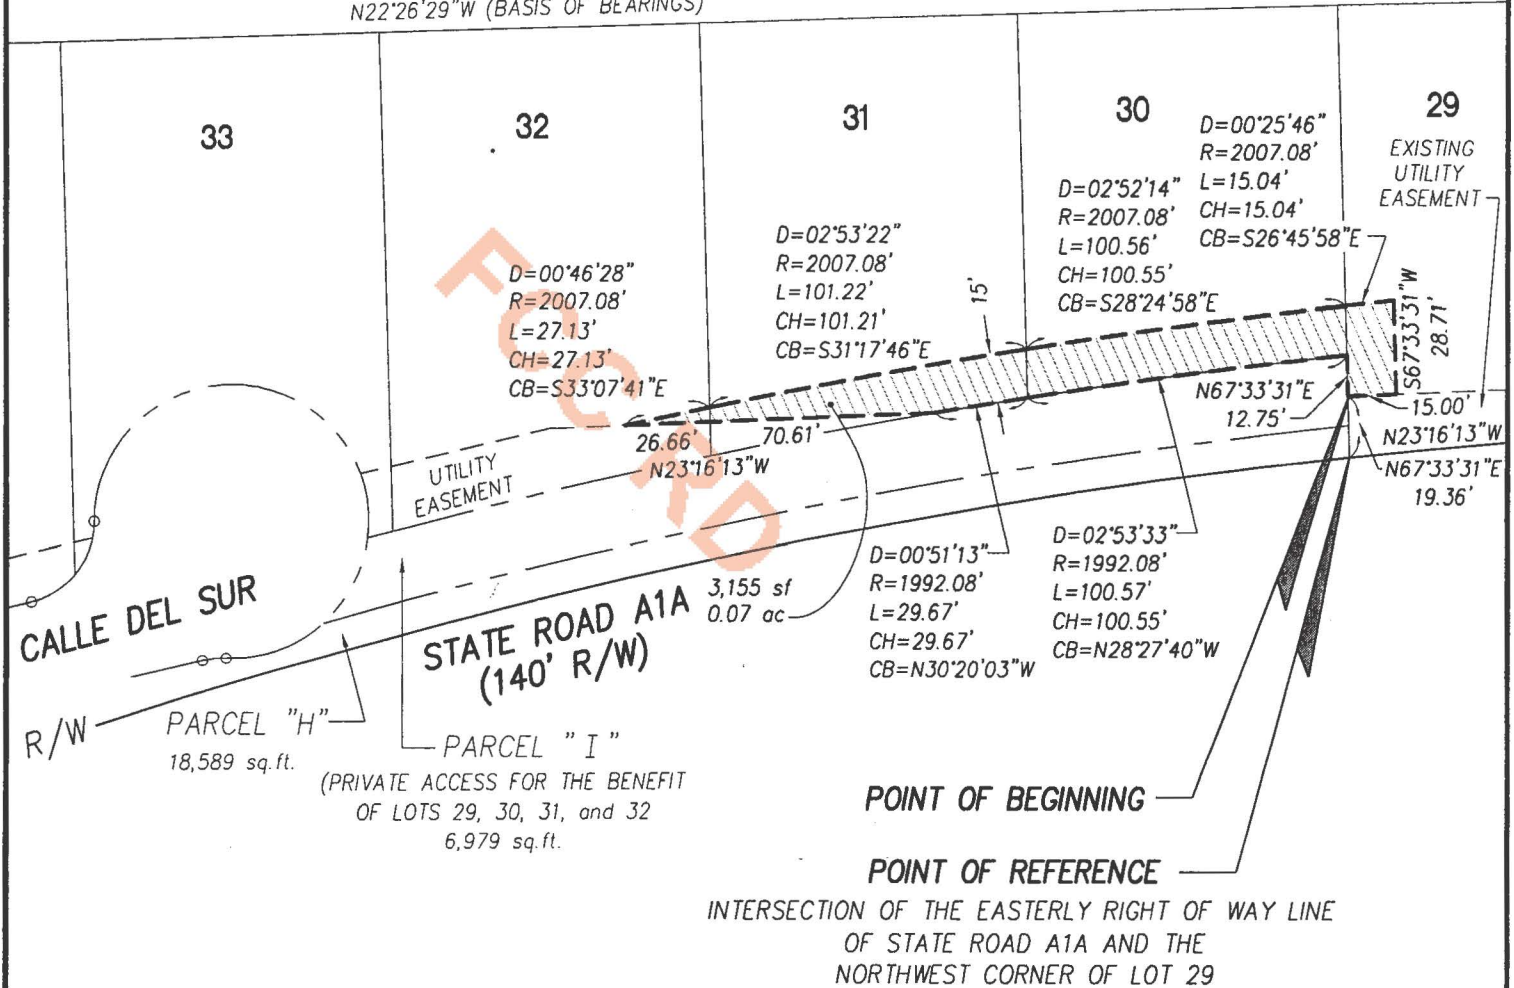 N22°26'29"W (BASIS OF BEARINGS)
33
32
31
30
29
EXISTING
UTILITY
EASEMENT
D=00°46'28"
R=2007.08'
L=27.13'
CH=27.13'
CB=S33°07'41"E
D=02°53'22"
R=2007.08'
L=101.22'
CH=101.21'
CB=S31°17'46"E
15'
D=02°52'14"
R=2007.08'
L=100.56'
CH=100.55'
CB=S28°24'58"E
D=00°25'46"
R=2007.08'
L=15.04'
CH=15.04'
CB=S26°45'58"E
S67°33'31"W
28.71'
N67°33'31"E
12.75'
15.00'
N23°16'13"W
N67°33'31"E
19.36'
26.66'
70.61'
N23°16'13"W
UTILITY
EASEMENT
CALLE DEL SUR
STATE ROAD A1A
(140' R/W)
3,155 sf
0.07 ac
D=00°51'13"
R=1992.08'
L=29.67'
CH=29.67'
CB=N30°20'03"W
D=02°53'33"
R=1992.08'
L=100.57'
CH=100.55'
CB=N28°27'40"W
R/W
PARCEL "H"
18,589 sq.ft.
PARCEL "I"
(PRIVATE ACCESS FOR THE BENEFIT
OF LOTS 29, 30, 31, and 32
6,979 sq.ft.
POINT OF BEGINNING
POINT OF REFERENCE
INTERSECTION OF THE EASTERLY RIGHT OF WAY LINE
OF STATE ROAD A1A AND THE
NORTHWEST CORNER OF LOT 29